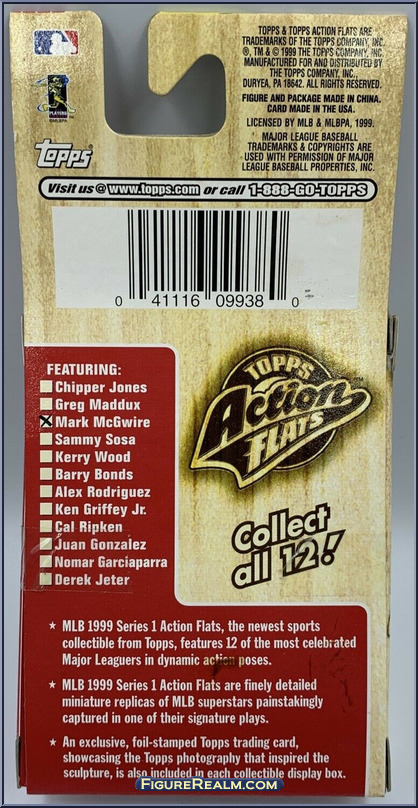 TOPPS & TOPPS ACTION FLATS ARE
TRADEMARKS OF THE TOPPS COMPANY, INC.
®, TM & © 1999 THE TOPPS COMPANY, INC.
MANUFACTURED FOR AND DISTRIBUTED BY
THE TOPPS COMPANY, INC.,
DURYEA, PA 18642. ALL RIGHTS RESERVED.
FIGURE AND PACKAGE MADE IN CHINA.
CARD MADE IN THE USA.
LICENSED BY MLB & MLBPA, 1999.
MAJOR LEAGUE BASEBALL
TRADEMARKS & COPYRIGHTS ARE
USED WITH PERMISSION OF MAJOR
LEAGUE BASEBALL PROPERTIES, INC.
PLAYERS
©MLBPA
Topps
Visit us @ www.topps.com or call 1-888-GO-TOPPS
0 41116 09938 0
FEATURING:
Chipper Jones
Greg Maddux
Mark McGwire
Sammy Sosa
Kerry Wood
Barry Bonds
Alex Rodriguez
Ken Griffey Jr.
Cal Ripken
Juan Gonzalez
Nomar Garciaparra
Derek Jeter
TOPPS
Action
FLATS
Collect
all 12!
★ MLB 1999 Series 1 Action Flats, the newest sports
collectible from Topps, features 12 of the most celebrated
Major Leaguers in dynamic action poses.
★ MLB 1999 Series 1 Action Flats are finely detailed
miniature replicas of MLB superstars painstakingly
captured in one of their signature plays.
★ An exclusive, foil-stamped Topps trading card,
showcasing the Topps photography that inspired the
sculpture, is also included in each collectible display box.
FIGUREREALM.COM